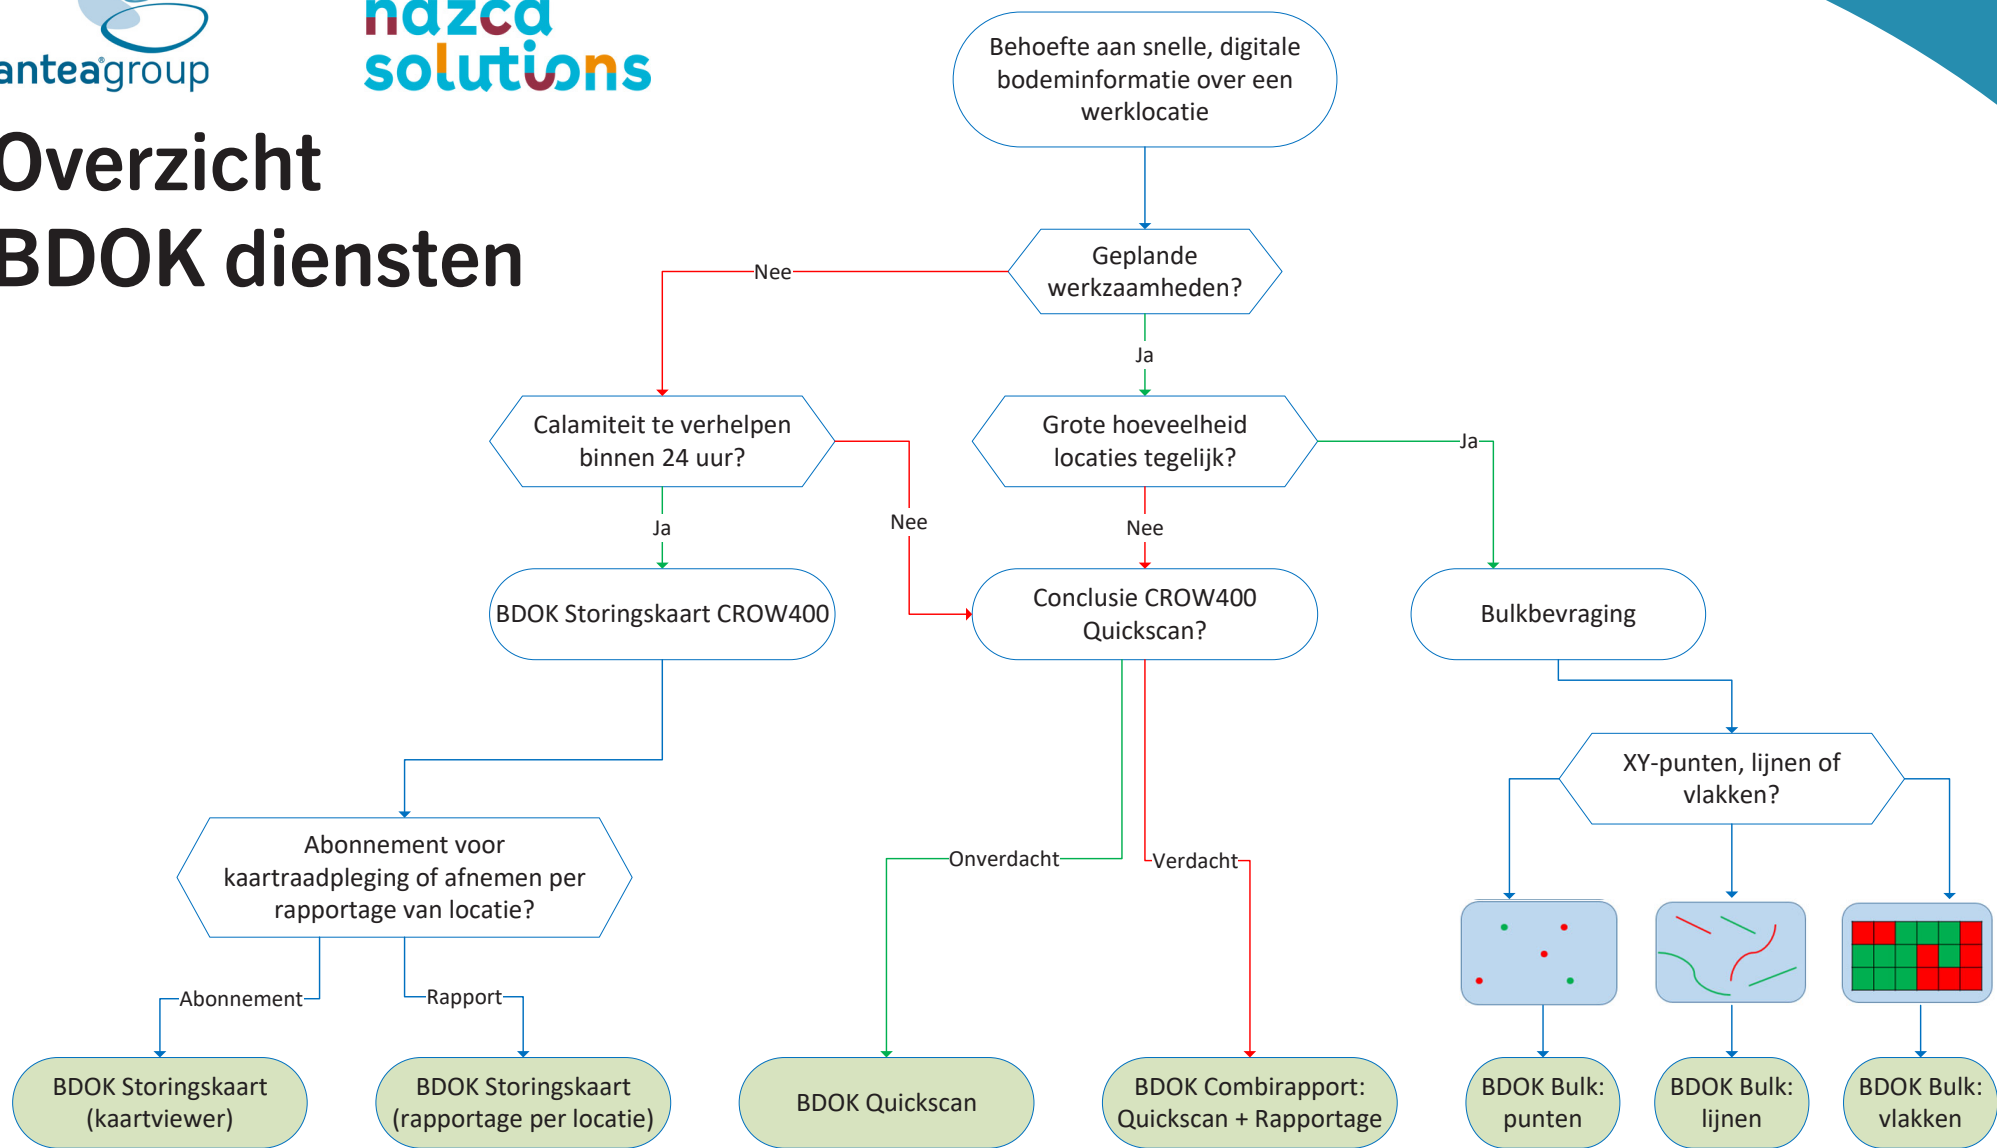 anteagroup
nazca
solutions
Overzicht
BDOK diensten
Behoefte aan snelle, digitale
bodeminformatie over een
werklocatie
Geplande
werkzaamheden?
Nee
Ja
Calamiteit te verhelpen
binnen 24 uur?
Grote hoeveelheid
locaties tegelijk?
Ja
Ja
Nee
Nee
BDOK Storingskaart CROW400
Conclusie CROW400
Quickscan?
Bulkbevraging
XY-punten, lijnen of
vlakken?
Abonnement voor
kaartraadpleging of afnemen per
rapportage van locatie?
Onverdacht
Verdacht
Abonnement
Rapport
BDOK Storingskaart
(kaartviewer)
BDOK Storingskaart
(rapportage per locatie)
BDOK Quickscan
BDOK Combirapport:
Quickscan + Rapportage
BDOK Bulk:
punten
BDOK Bulk:
lijnen
BDOK Bulk:
vlakken